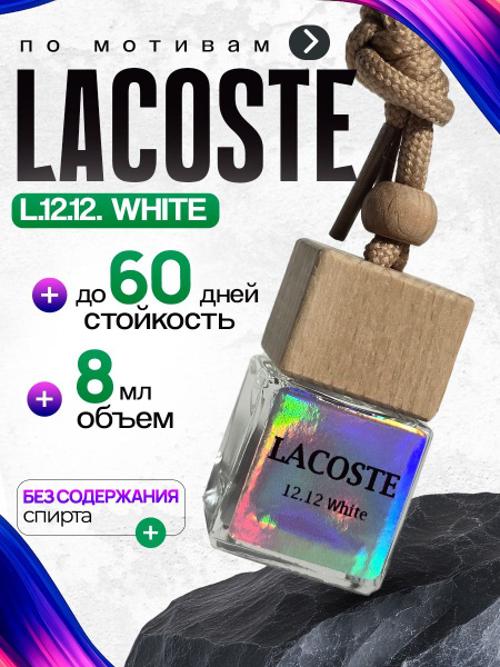 по мотивам
LACOSTE
L.12.12. WHITE
+ до 60 дней
стойкость
+ 8 мл
объем
БЕЗ СОДЕРЖАНИЯ
спирта
+
LACOSTE
12.12 White